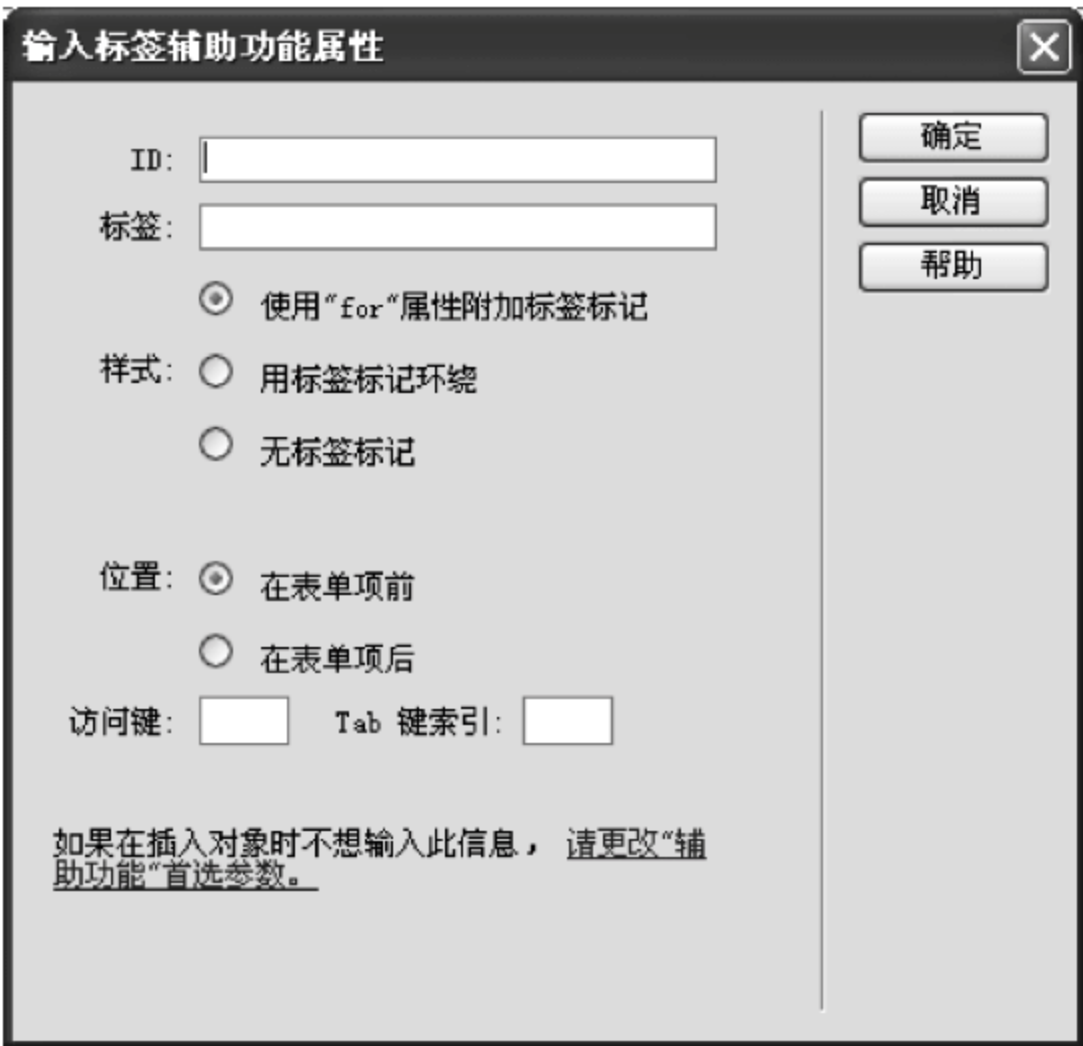 输入标签辅助功能属性
ID:
确定
标签:
取消
帮助
使用"for"属性附加标签标记
样式:
用标签标记环绕
无标签标记
位置:
在表单项前
在表单项后
访问键:
Tab 键索引:
如果在插入对象时不想输入此信息，请更改"辅
助功能"首选参数。